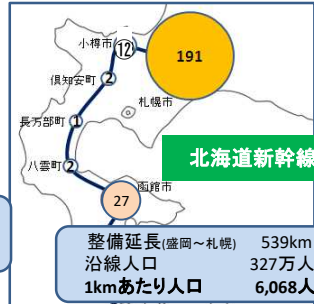 小樽市
⑫
191
倶知安町
2
札幌市
長万部町
1
八雲町
2
北海道新幹線
函館市
27
整備延長(盛岡～札幌) 539km
沿線人口 327万人
1kmあたり人口 6,068人